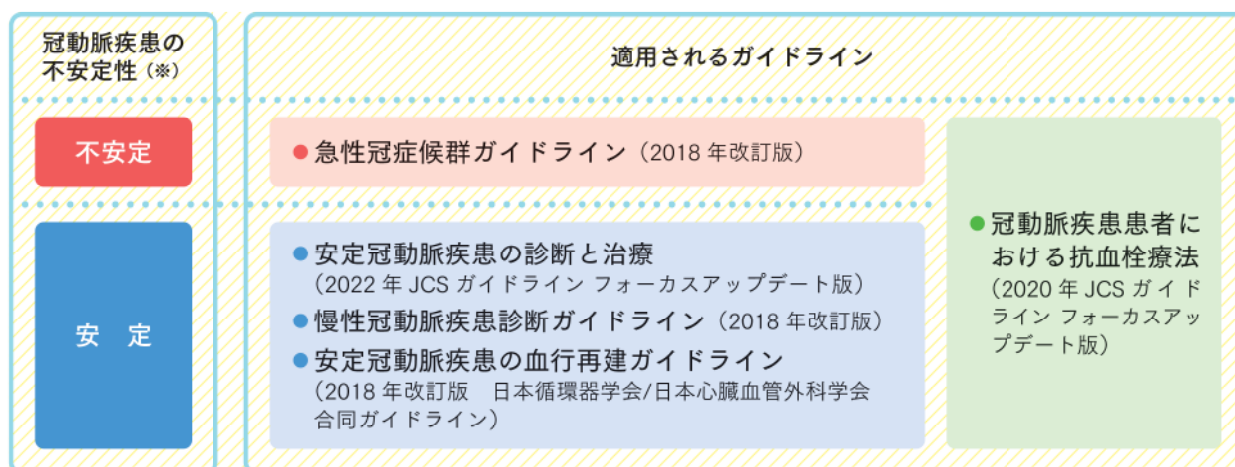 冠動脈疾患の
不安定性（※）
適用されるガイドライン
不安定
●急性冠症候群ガイドライン（2018 年改訂版）
安　定
●安定冠動脈疾患の診断と治療
（2022 年 JCS ガイドライン フォーカスアップデート版）
●慢性冠動脈疾患診断ガイドライン（2018 年改訂版）
●安定冠動脈疾患の血行再建ガイドライン
（2018 年改訂版　日本循環器学会/日本心臓血管外科学会
合同ガイドライン）
●冠動脈疾患患者に
おける抗血栓療法
（2020 年 JCS ガイド
ライン フォーカスアッ
プデート版）